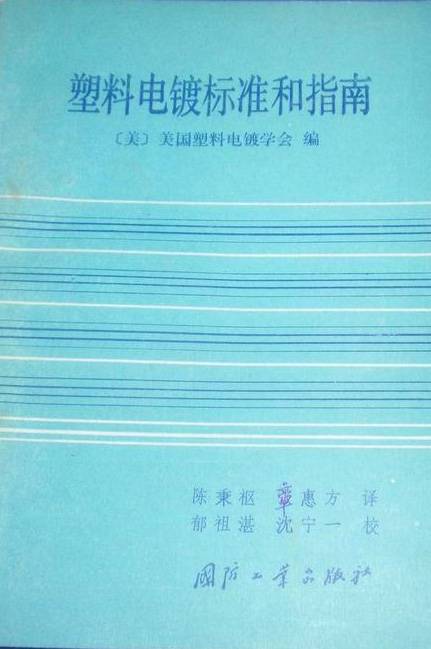 塑料电镀标准和指南
〔美〕美国塑料电镀学会 编
陈秉枢 章惠方 译
郁祖湛 沈宁一 校
国防工业出版社